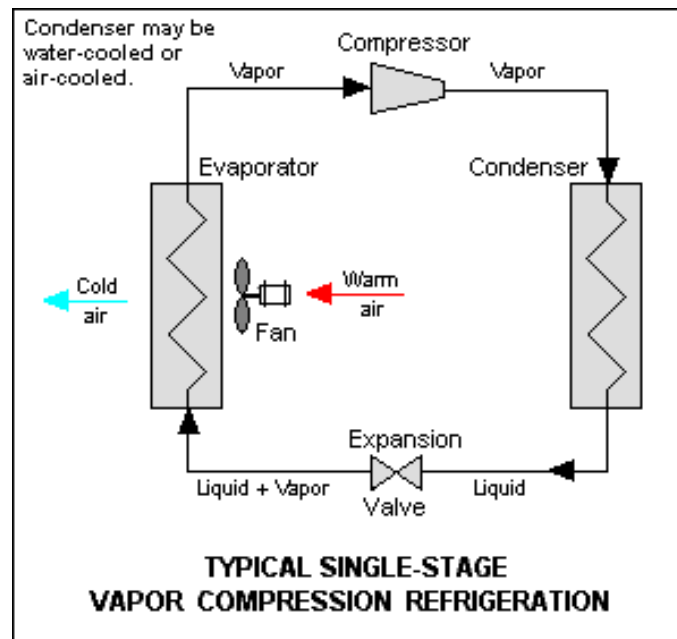 Condenser may be
water-cooled or
air-cooled.
Compressor
Vapor
Vapor
Evaporator
Condenser
Cold
air
Warm
air
Fan
Expansion
Valve
Liquid + Vapor
Liquid
TYPICAL SINGLE-STAGE
VAPOR COMPRESSION REFRIGERATION